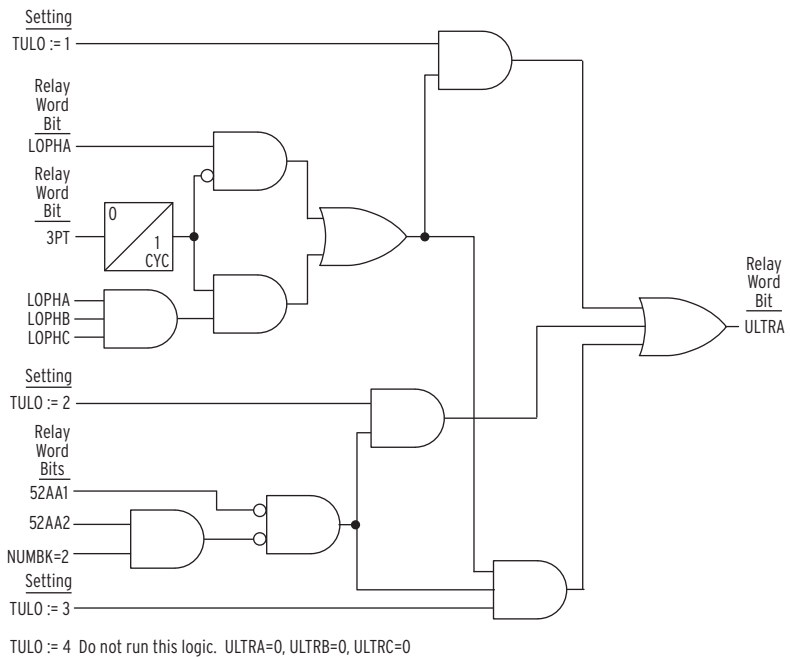 Setting
TULO := 1
Relay
Word
Bit
LOPHA
Relay
Word
Bit
3PT
0
1
CYC
LOPHA
LOPHB
LOPHC
Relay
Word
Bit
ULTRA
Setting
TULO := 2
Relay
Word
Bits
52AA1
52AA2
NUMBK=2
Setting
TULO := 3
TULO := 4 Do not run this logic. ULTRA=0, ULTRB=0, ULTRC=0